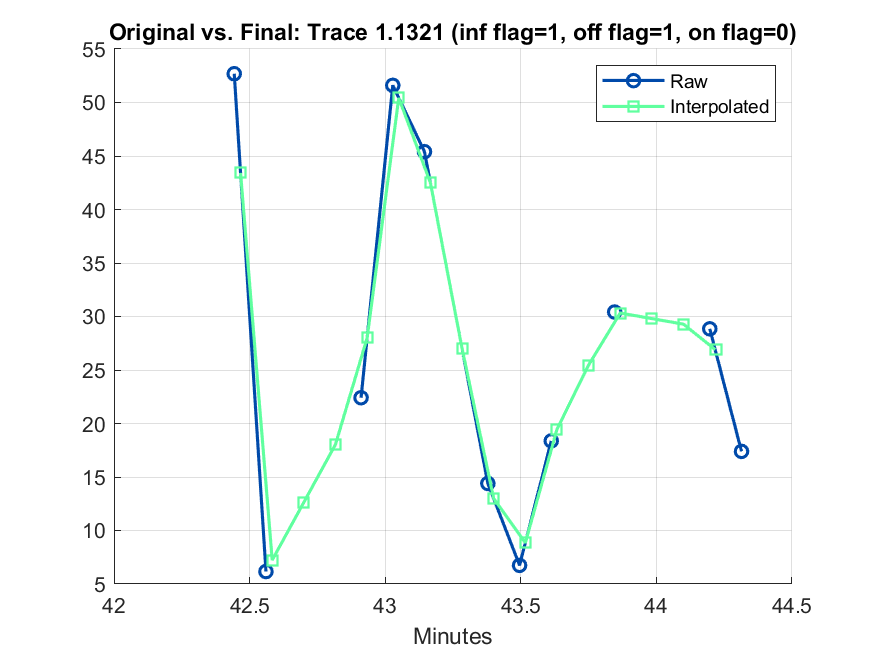 Original vs. Final: Trace 1.1321 (inf flag=1, off flag=1, on flag=0)
55
50
45
40
35
30
25
20
15
10
5
Raw
Interpolated
42 42.5 43 43.5 44 44.5
Minutes